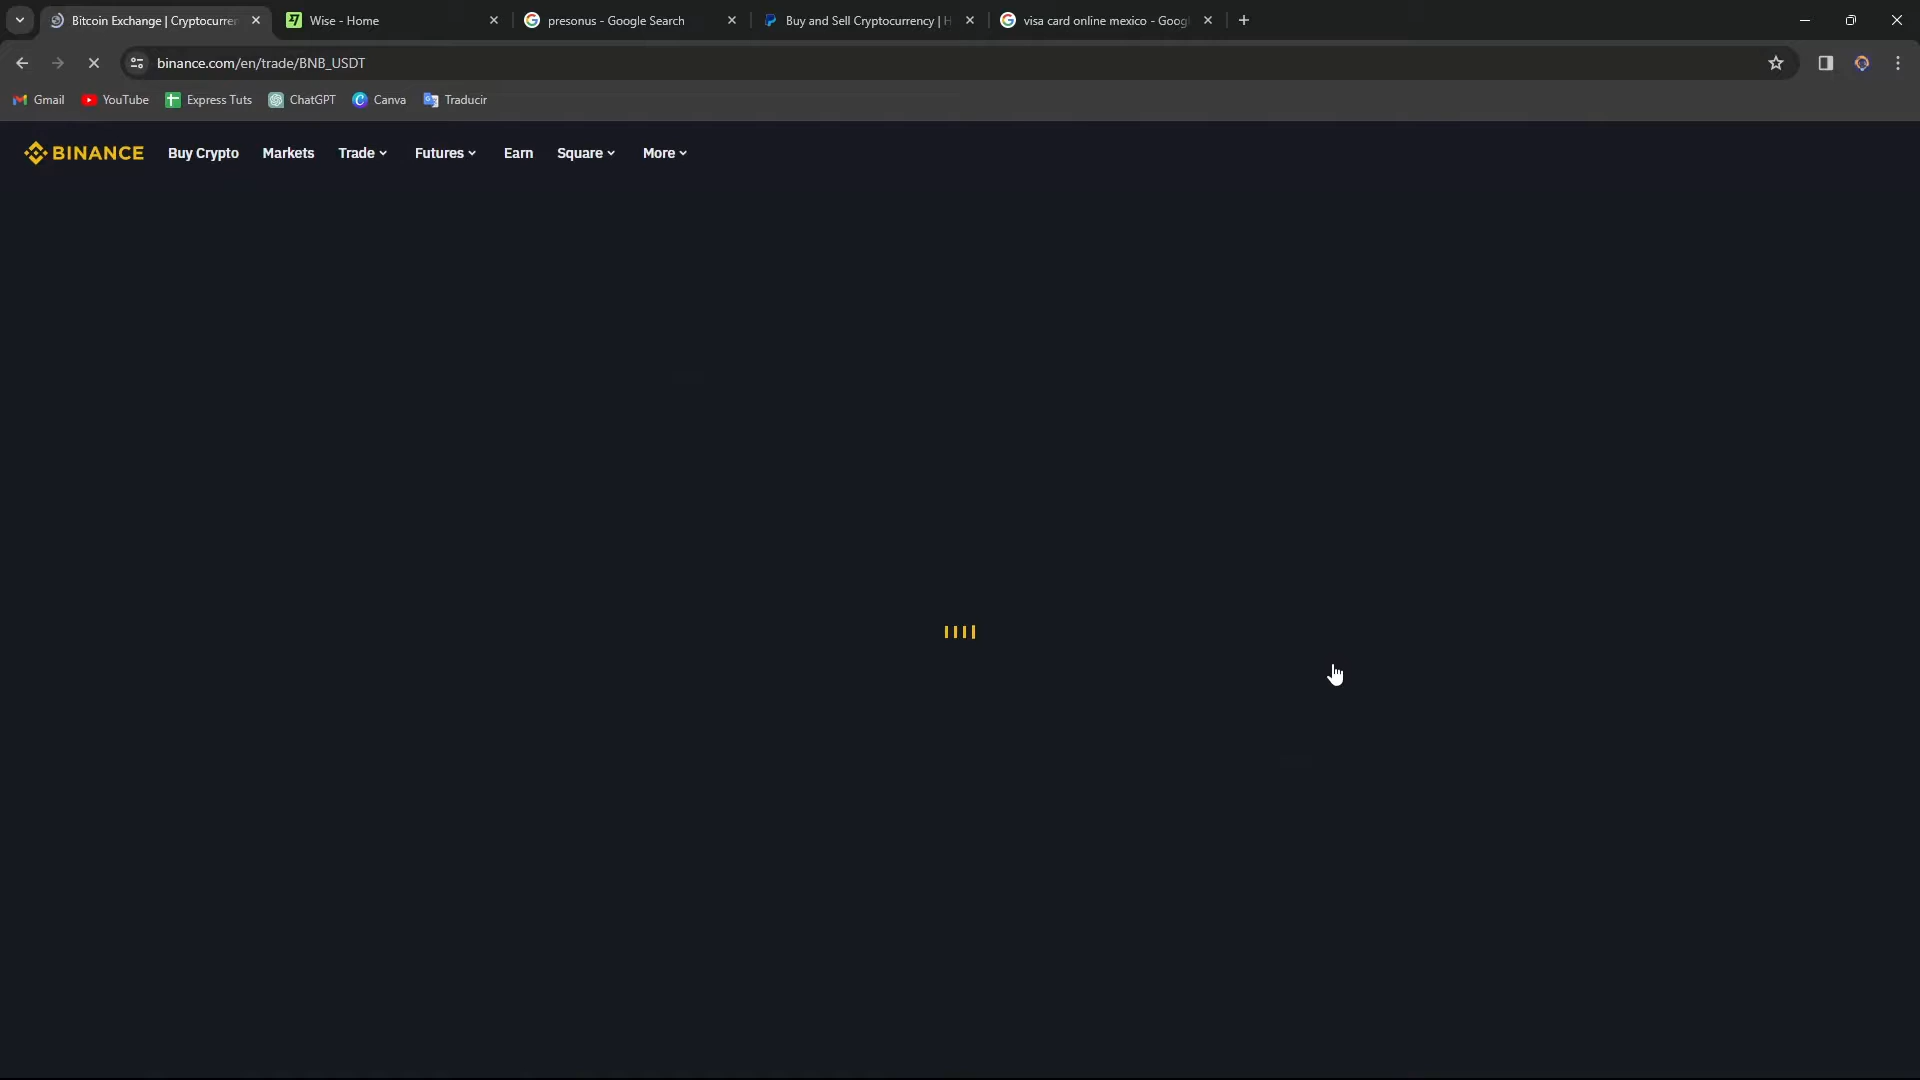 Bitcoin Exchange | Cryptocurre
Wise - Home
presonus - Google Search
Buy and Sell Cryptocurrency | H
visa card online mexico - Goog
binance.com/en/trade/BNB_USDT
Gmail
YouTube
Express Tuts
ChatGPT
Canva
Traducir
BINANCE
Buy Crypto
Markets
Trade
Futures
Earn
Square
More